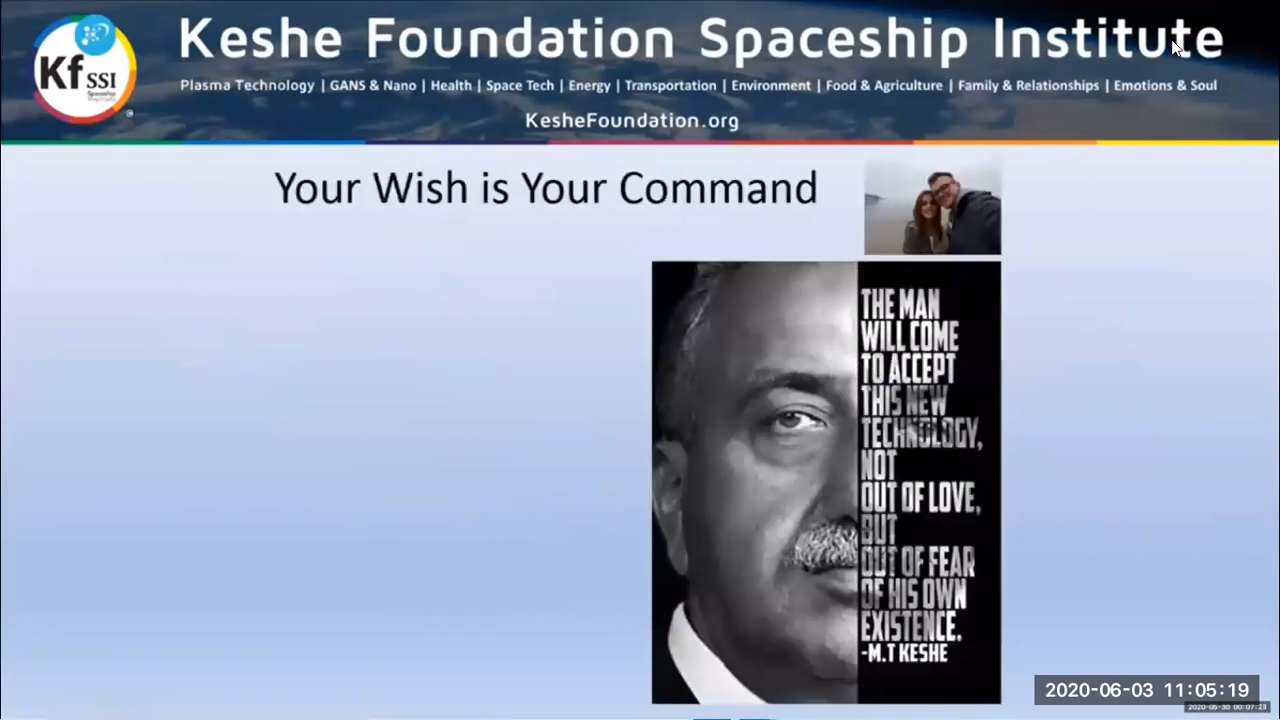 Keshe Foundation Spaceship Institute
Kf SSI
Spaceship
Institute
®
Plasma Technology | GANS & Nano | Health | Space Tech | Energy | Transportation | Environment | Food & Agriculture | Family & Relationships | Emotions & Soul
KesheFoundation.org
Your Wish is Your Command
THE MAN
WILL COME
TO ACCEPT
THIS NEW
TECHNOLOGY,
NOT
OUT OF LOVE,
BUT
OUT OF FEAR
OF HIS OWN
EXISTENCE.
-M.T KESHE
2020-06-03 11:05:19